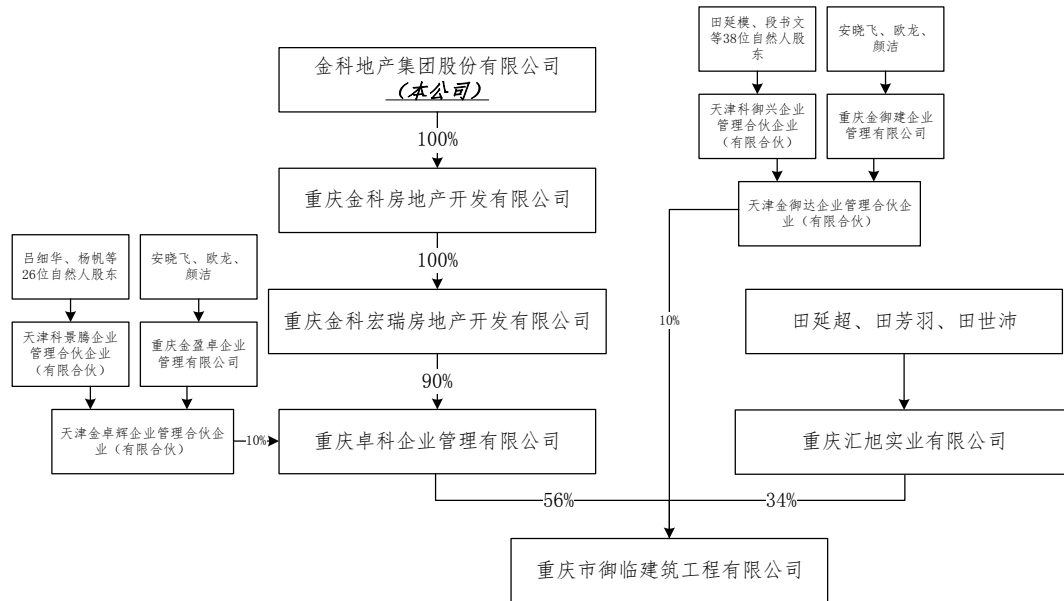 田延模、段书文
等38位自然人股
东
安晓飞、欧龙、
颜洁
金科地产集团股份有限公司
（本公司）
天津科御兴企业
管理合伙企业
（有限合伙）
重庆金御建企业
管理有限公司
100%
重庆金科房地产开发有限公司
天津金御达企业管理合伙企
业（有限合伙）
吕细华、杨帆等
26位自然人股东
安晓飞、欧龙、
颜洁
100%
重庆金科宏瑞房地产开发有限公司
10%
田延超、田芳羽、田世沛
天津科景腾企业
管理合伙企业
（有限合伙）
重庆金盈卓企业
管理有限公司
90%
天津金卓辉企业管理合伙企
业（有限合伙）
10%
重庆卓科企业管理有限公司
重庆汇旭实业有限公司
56%
34%
重庆市御临建筑工程有限公司